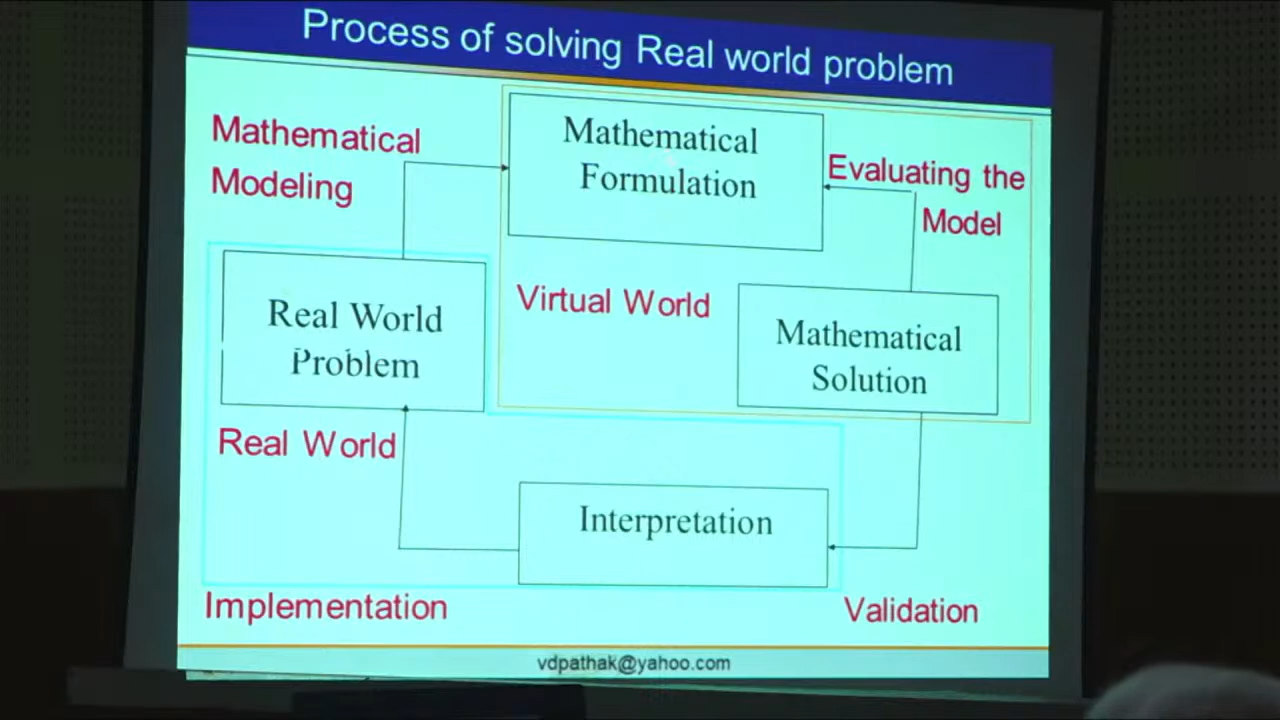 Process of solving Real world problem
Mathematical
Modeling
Mathematical
Formulation
Evaluating the
Model
Real World
Problem
Virtual World
Mathematical
Solution
Real World
Interpretation
Implementation
Validation
vdpathak@yahoo.com